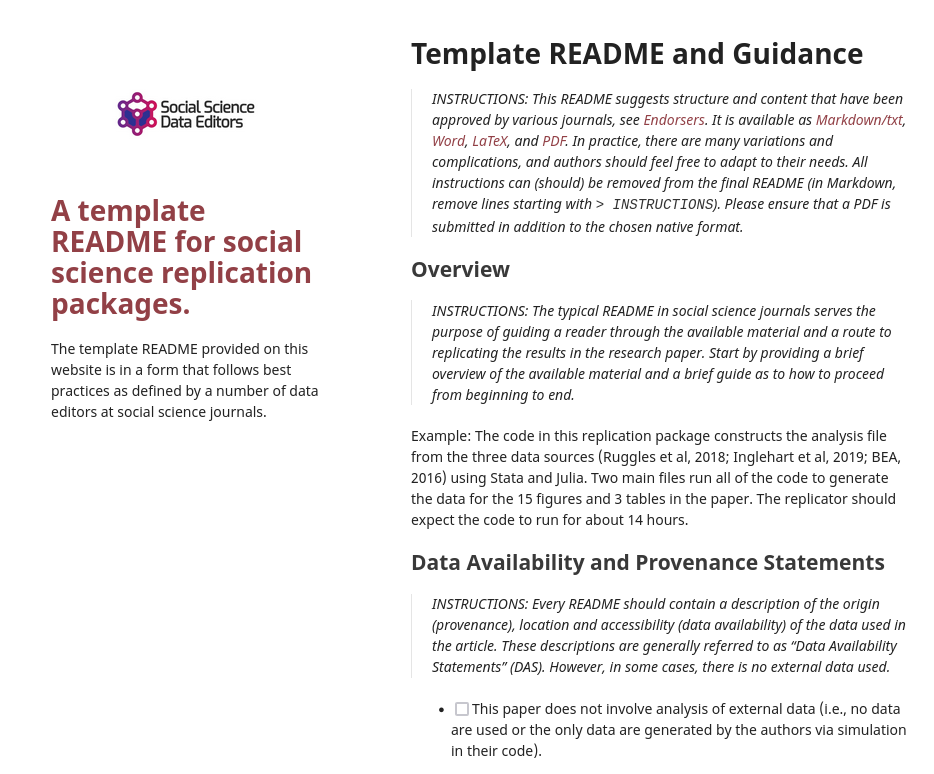 Social Science
Data Editors
A template
README for social
science replication
packages.
The template README provided on this
website is in a form that follows best
practices as defined by a number of data
editors at social science journals.
Template README and Guidance
INSTRUCTIONS: This README suggests structure and content that have been
approved by various journals, see Endorsers. It is available as Markdown/txt,
Word, LaTeX, and PDF. In practice, there are many variations and
complications, and authors should feel free to adapt to their needs. All
instructions can (should) be removed from the final README (in Markdown,
remove lines starting with > INSTRUCTIONS). Please ensure that a PDF is
submitted in addition to the chosen native format.
Overview
INSTRUCTIONS: The typical README in social science journals serves the
purpose of guiding a reader through the available material and a route to
replicating the results in the research paper. Start by providing a brief
overview of the available material and a brief guide as to how to proceed
from beginning to end.
Example: The code in this replication package constructs the analysis file
from the three data sources (Ruggles et al, 2018; Inglehart et al, 2019; BEA,
2016) using Stata and Julia. Two main files run all of the code to generate
the data for the 15 figures and 3 tables in the paper. The replicator should
expect the code to run for about 14 hours.
Data Availability and Provenance Statements
INSTRUCTIONS: Every README should contain a description of the origin
(provenance), location and accessibility (data availability) of the data used in
the article. These descriptions are generally referred to as “Data Availability
Statements” (DAS). However, in some cases, there is no external data used.
• ☐ This paper does not involve analysis of external data (i.e., no data
are used or the only data are generated by the authors via simulation
in their code).